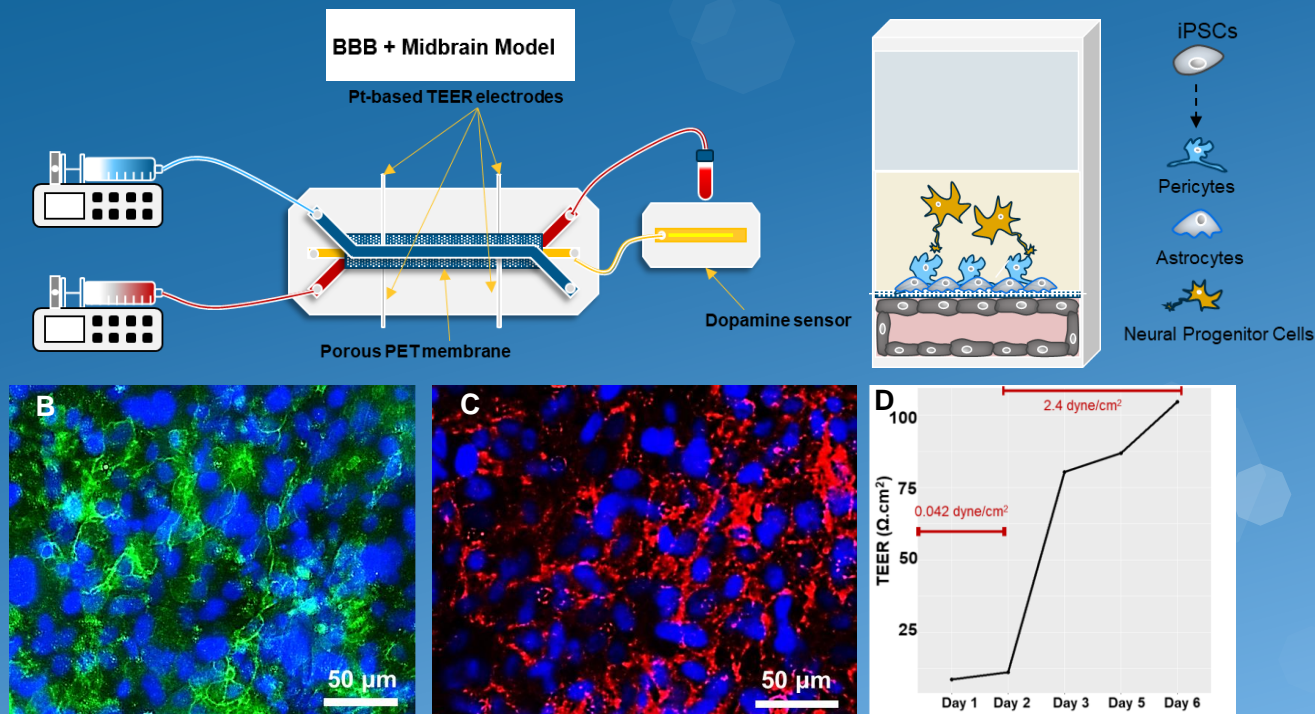 BBB + Midbrain Model
Pt-based TEER electrodes
Porous PET membrane
Dopamine sensor
iPSCs
Pericytes
Astrocytes
Neural Progenitor Cells
B
50 µm
C
50 µm
D
TEER (Ω.cm²)
100
75
50
25
0.042 dyne/cm²
2.4 dyne/cm²
Day 1 Day 2 Day 3 Day 5 Day 6